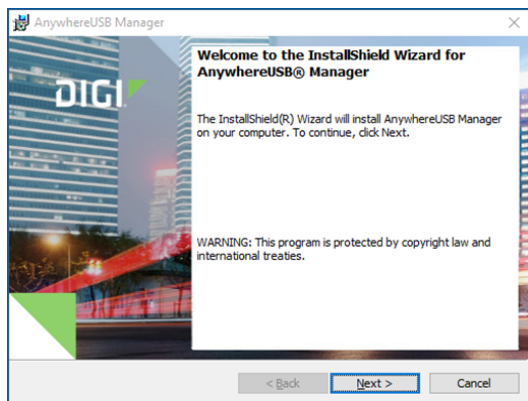 AnywhereUSB Manager
DIGI
Welcome to the InstallShield Wizard for
AnywhereUSB® Manager
The InstallShield(R) Wizard will install AnywhereUSB Manager
on your computer. To continue, click Next.
WARNING: This program is protected by copyright law and
international treaties.
< Back
Next >
Cancel